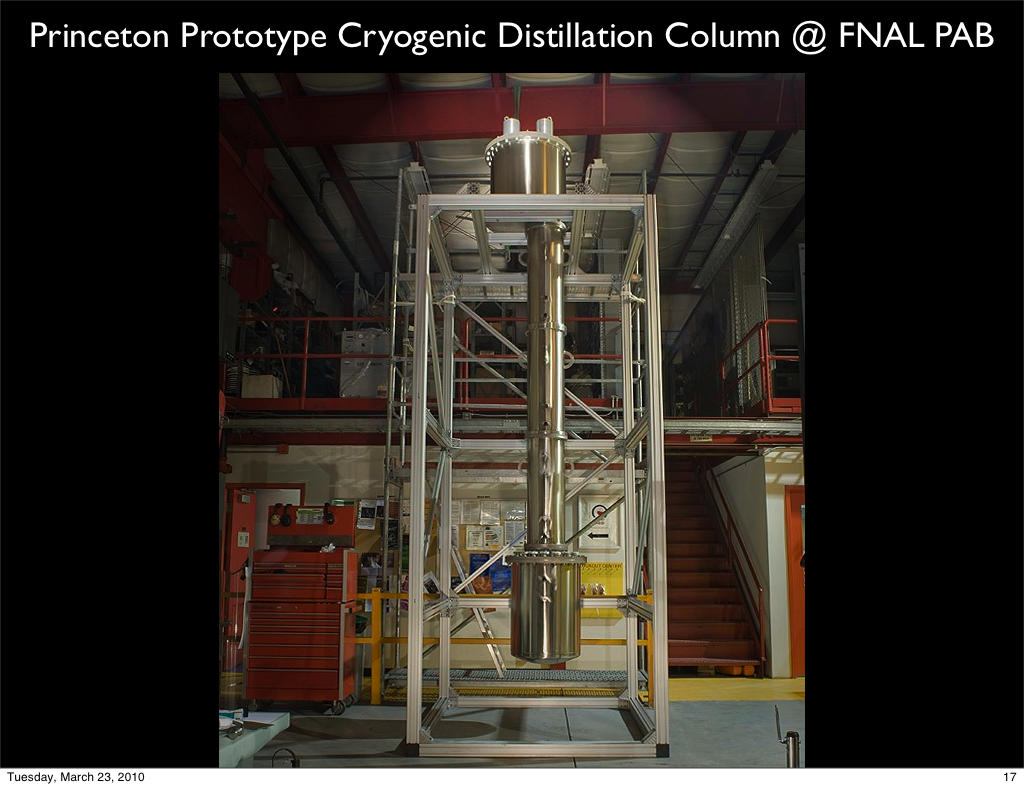 Princeton Prototype Cryogenic Distillation Column @ FNAL PAB
Tuesday, March 23, 2010
17